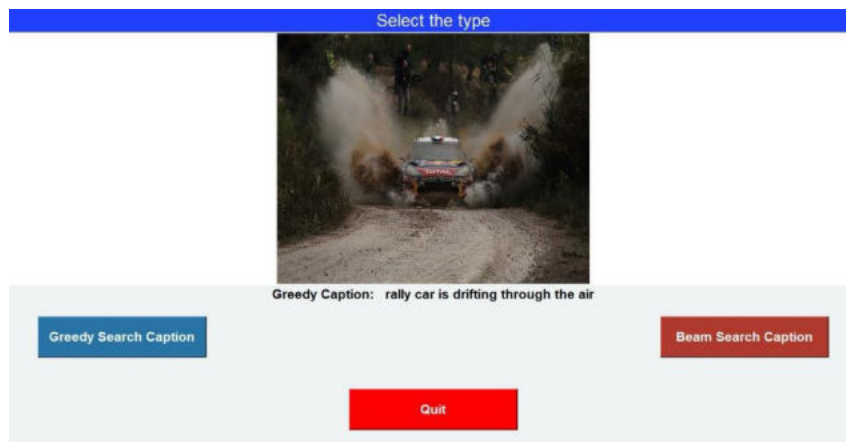 Select the type
TOTAL
Greedy Caption: rally car is drifting through the air
Greedy Search Caption
Beam Search Caption
Quit